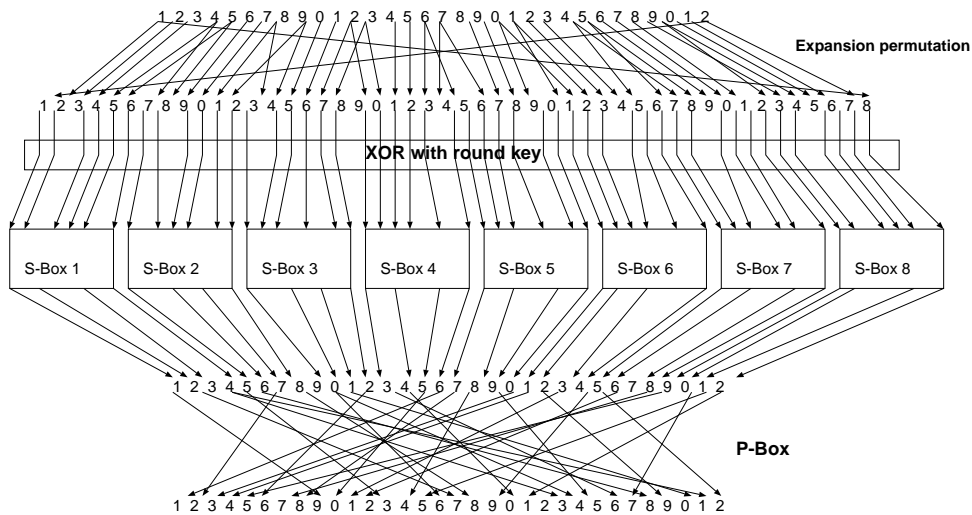 1 2 3 4 5 6 7 8 9 0 1 2 3 4 5 6 7 8 9 0 1 2 3 4 5 6 7 8 9 0 1 2
Expansion permutation
1 2 3 4 5 6 7 8 9 0 1 2 3 4 5 6 7 8 9 0 1 2 3 4 5 6 7 8 9 0 1 2 3 4 5 6 7 8 9 0 1 2 3 4 5 6 7 8
XOR with round key
S-Box 1 S-Box 2 S-Box 3 S-Box 4 S-Box 5 S-Box 6 S-Box 7 S-Box 8
1 2 3 4 5 6 7 8 9 0 1 2 3 4 5 6 7 8 9 0 1 2 3 4 5 6 7 8 9 0 1 2
P-Box
1 2 3 4 5 6 7 8 9 0 1 2 3 4 5 6 7 8 9 0 1 2 3 4 5 6 7 8 9 0 1 2